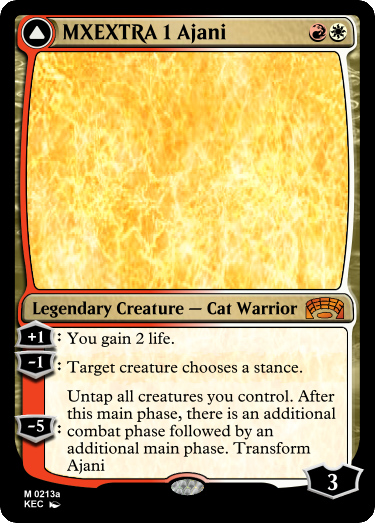 MXEXTRA 1 Ajani
Legendary Creature — Cat Warrior
+1: You gain 2 life.
-1: Target creature chooses a stance.
Untap all creatures you control. After
this main phase, there is an additional
-5: combat phase followed by an
additional main phase. Transform
Ajani
3
M 0213a
KEC